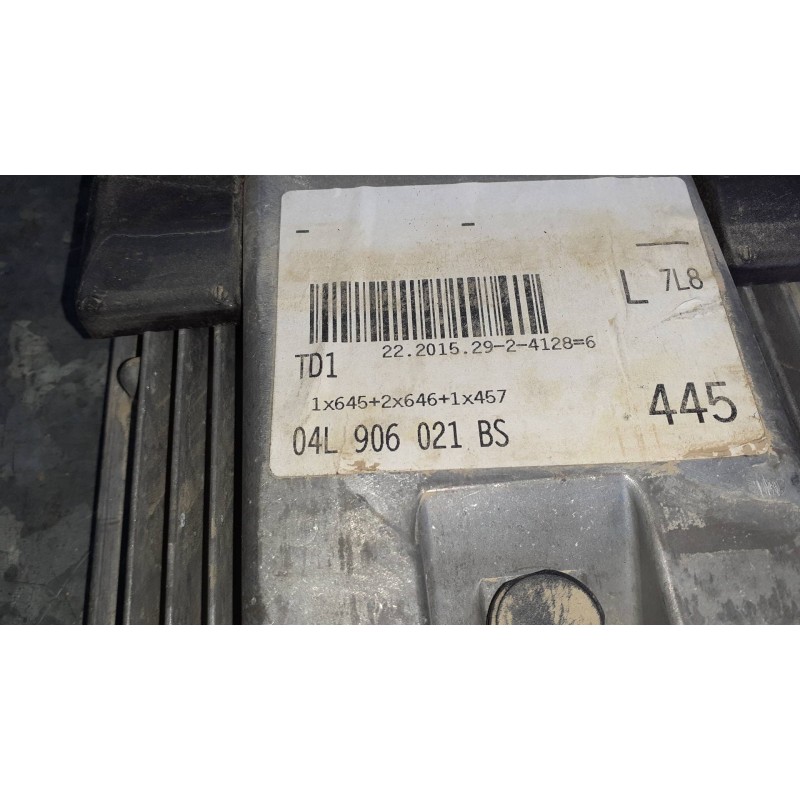 L 7L8
22.2015.29-2-4128=6
TD1
1x645+2x646+1x457
445
04L 906 021 BS